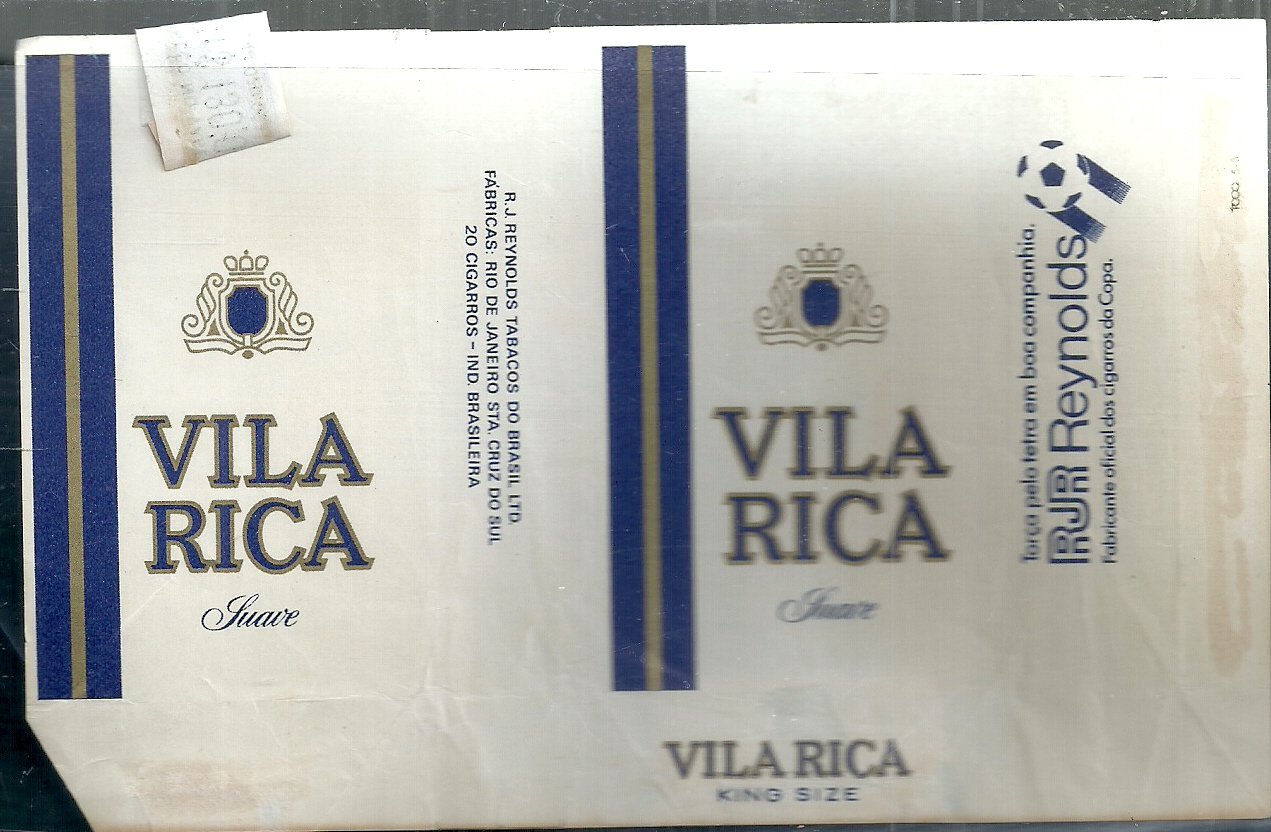 VILA
RICA
Suave
R.J. REYNOLDS TABACOS DO BRASIL LTD.
FÁBRICAS: RIO DE JANEIRO STA. CRUZ DO SUL
20 CIGARROS - IND. BRASILEIRA
VILA
RICA
Suave
Torça pelo tetra em boa companhia.
RJR Reynolds
Fabricante oficial dos cigarros da Copa.
VILA RICA
KING SIZE